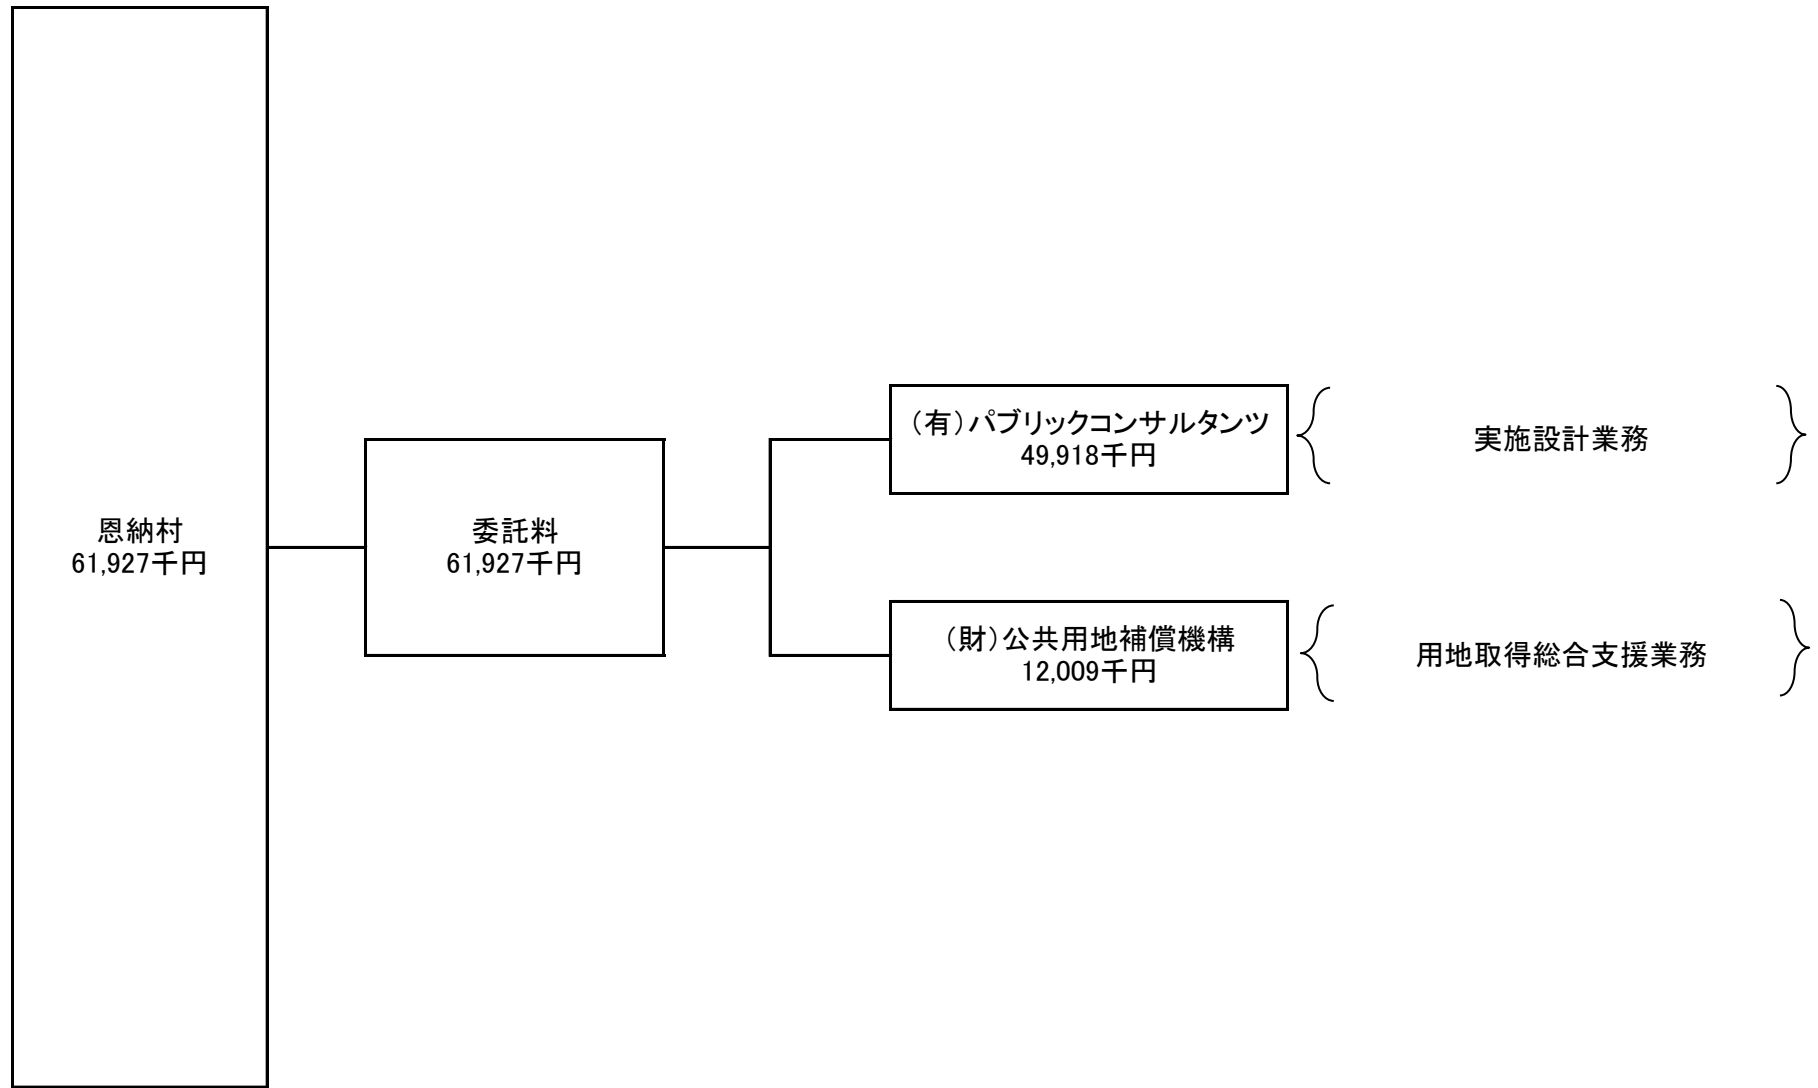 恩納村
61,927千円
委託料
61,927千円
（有）パブリックコンサルタンツ
49,918千円
実施設計業務
（財）公共用地補償機構
12,009千円
用地取得総合支援業務